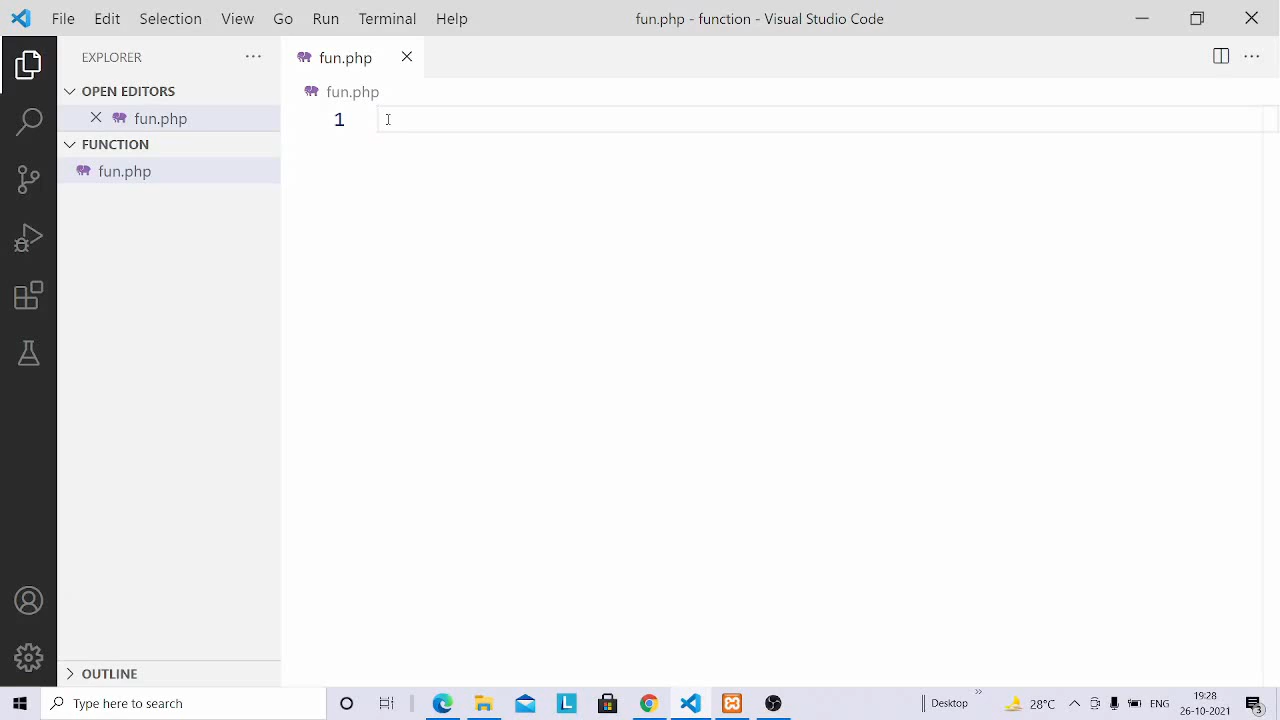 File Edit Selection View Go Run Terminal Help fun.php - function - Visual Studio Code
EXPLORER
fun.php
OPEN EDITORS
fun.php
fun.php
1
FUNCTION
fun.php
OUTLINE
Type here to search
Desktop
28°C
ENG
19:28
26-10-2021
3